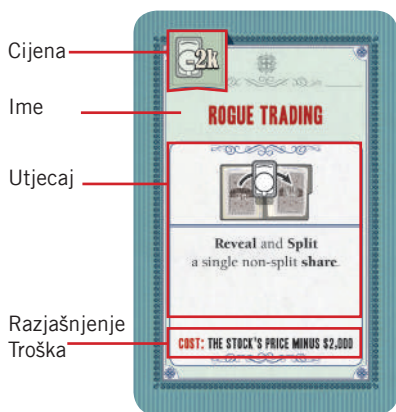 Cijena
2k
Ime
ROGUE TRADING
Utjecaj
Reveal and Split
a single non-split share.
Razjašnjenje
Troška
COST: THE STOCK'S PRICE MINUS $2,000